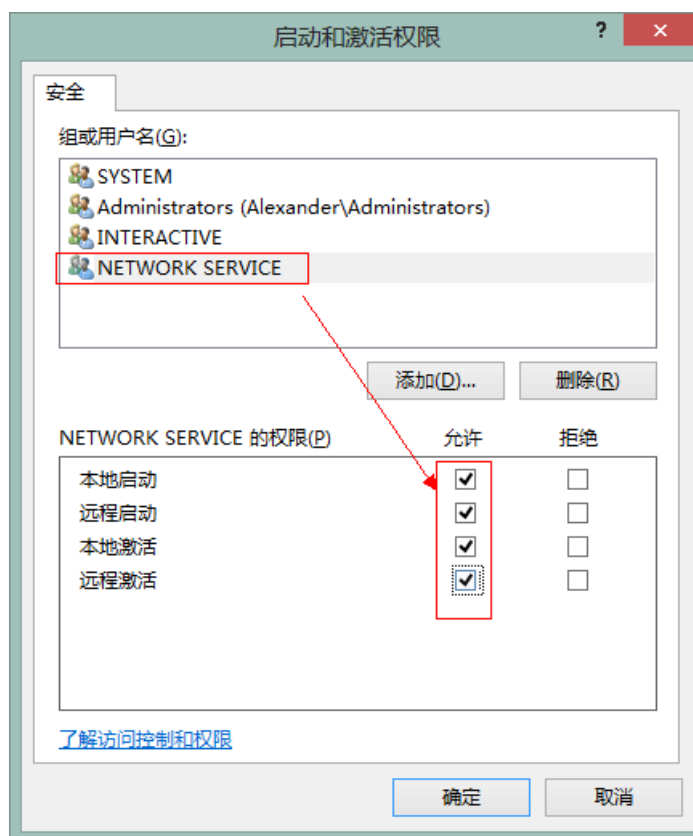 启动和激活权限
?
×
安全
组或用户名(G):
SYSTEM
Administrators (Alexander\Administrators)
INTERACTIVE
NETWORK SERVICE
添加(D)... 删除(R)
NETWORK SERVICE 的权限(P) 允许 拒绝
本地启动
远程启动
本地激活
远程激活
了解访问控制和权限
确定 取消